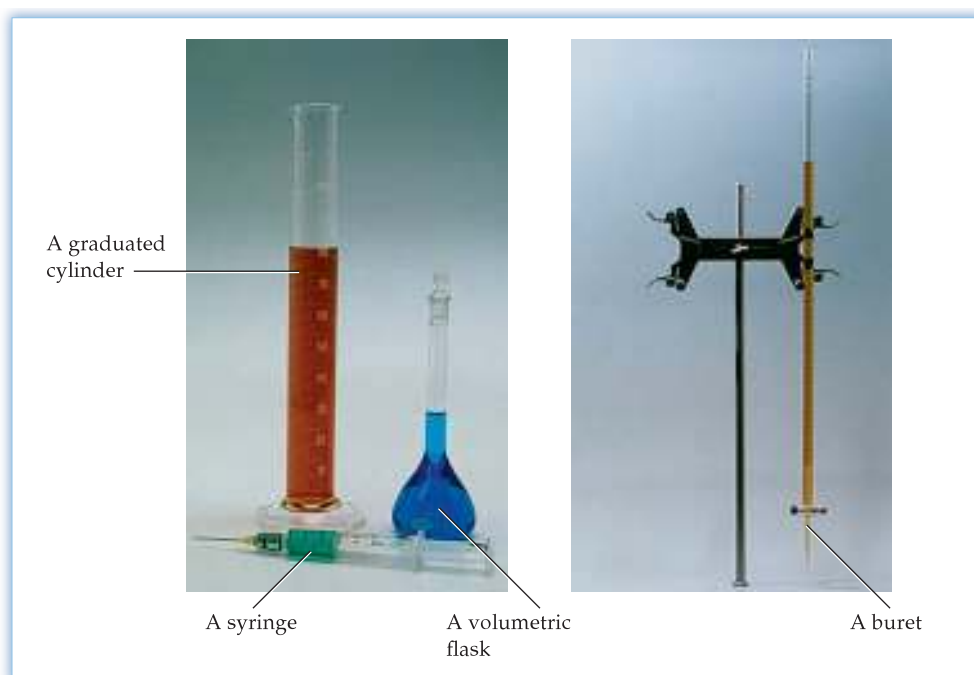 A graduated
cylinder
A syringe
A volumetric
flask
A buret